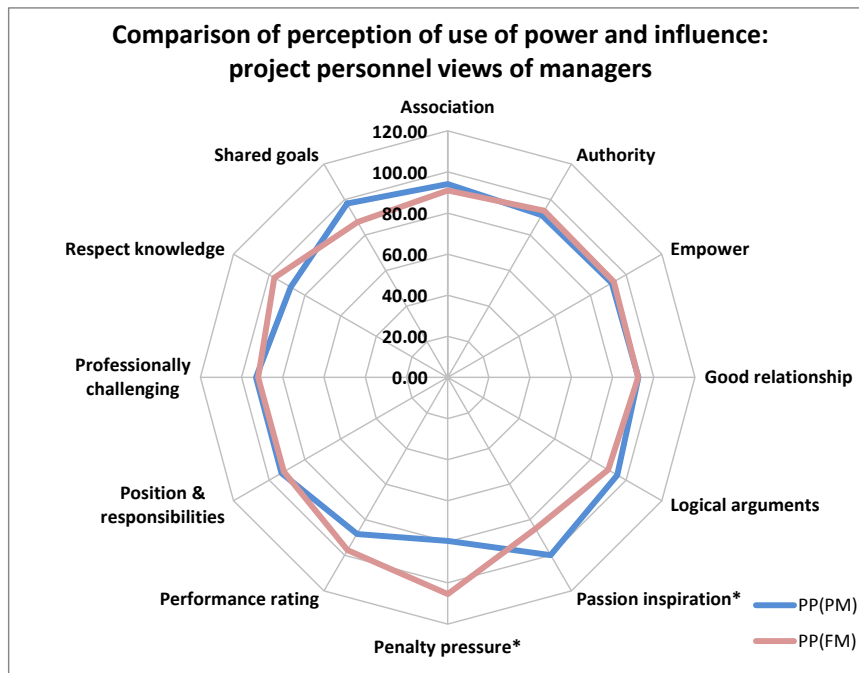 Comparison of perception of use of power and influence:
project personnel views of managers
Association
120.00
Shared goals
100.00
Authority
80.00
Respect knowledge
60.00
Empower
40.00
20.00
Professionally
challenging
0.00
Good relationship
Position &
responsibilities
Logical arguments
Performance rating
Passion inspiration*
PP(PM)
Penalty pressure*
PP(FM)